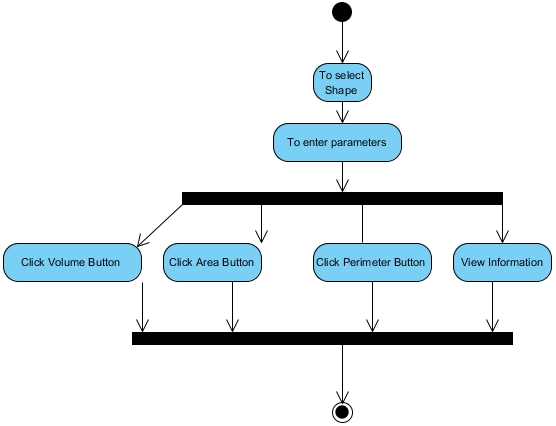 To select
Shape
To enter parameters
Click Volume Button
Click Area Button
Click Perimeter Button
View Information